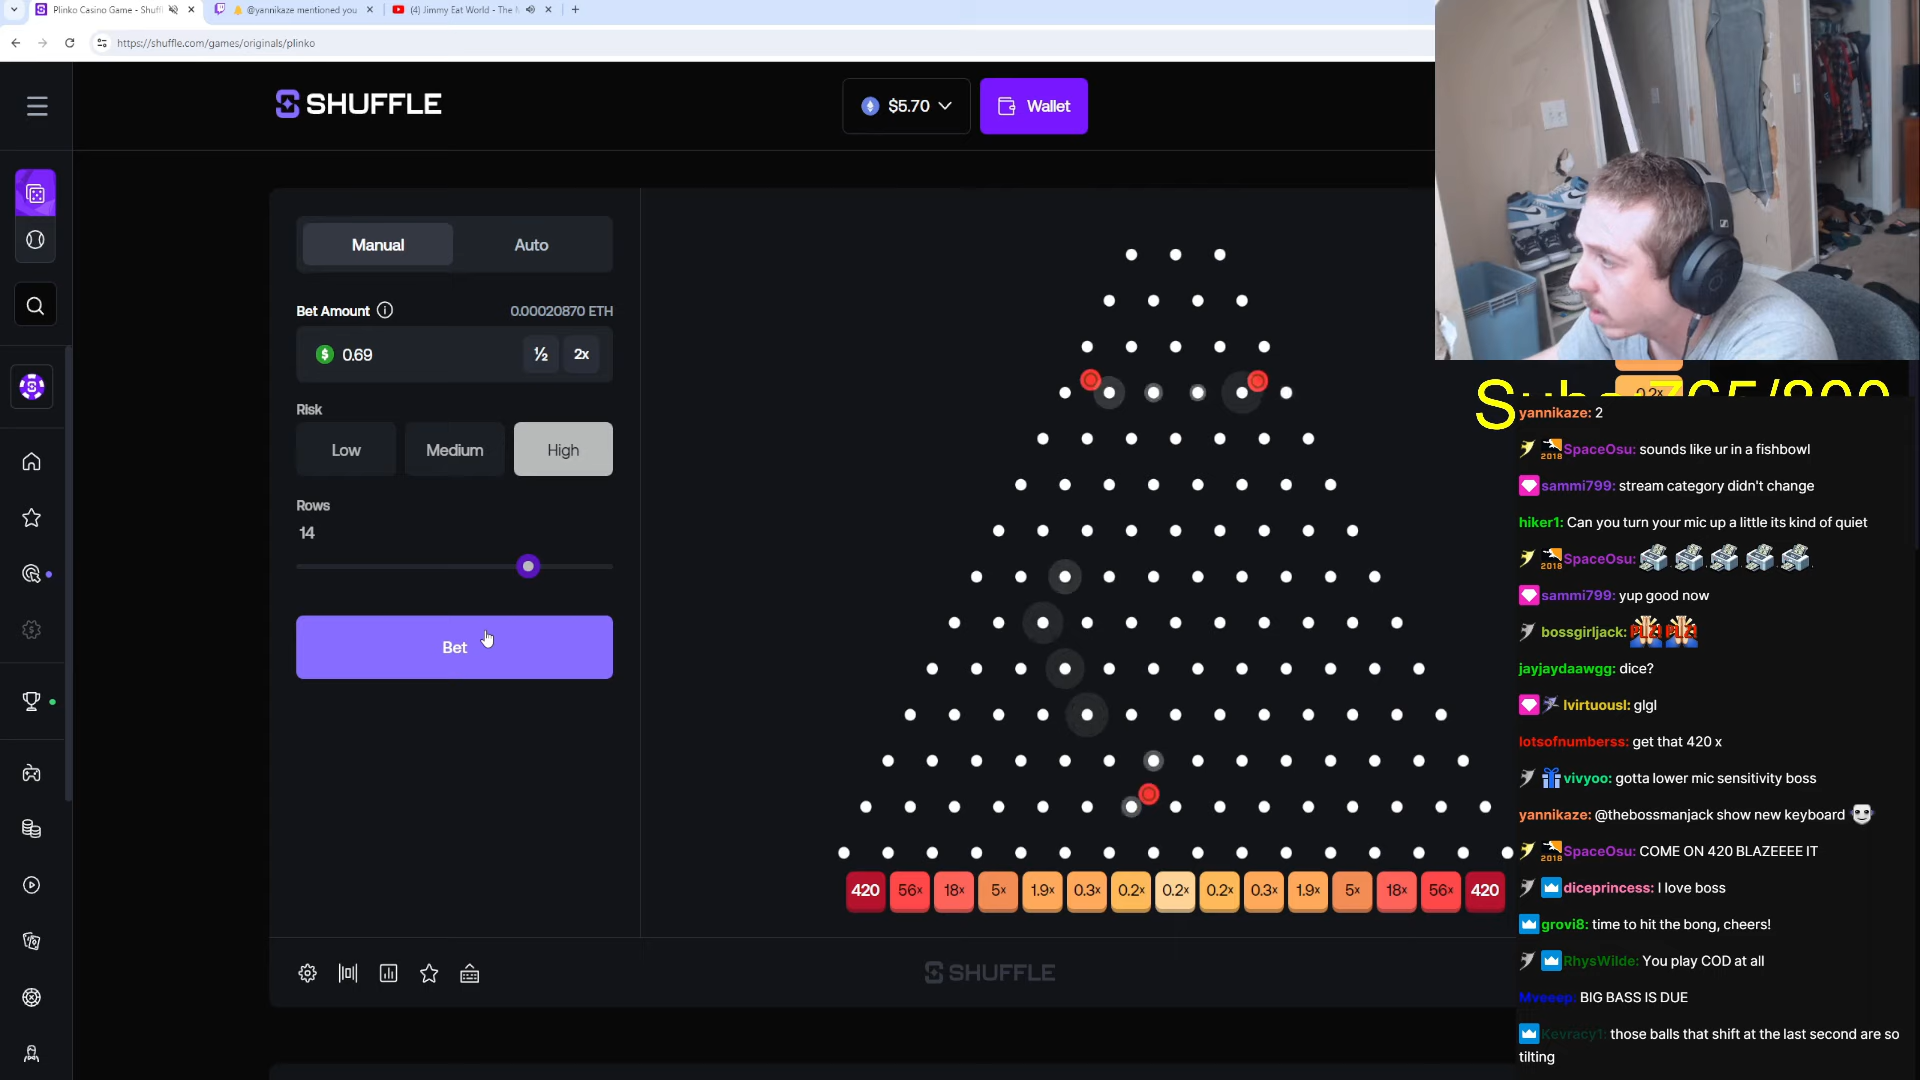 Plinko Casino Game - Shuffl
@yannikaze mentioned you
(4) Jimmy Eat World - The M
https://shuffle.com/games/originals/plinko
SHUFFLE
$5.70
Wallet
Manual
Auto
Bet Amount
0.00020870 ETH
0.69
½
2x
Risk
Low
Medium
High
Rows
14
Bet
420
56x
18x
5x
1.9x
0.3x
0.2x
0.2x
0.2x
0.3x
1.9x
5x
18x
56x
420
SHUFFLE
0.2x
yannikaze: 2
2018 SpaceOsu: sounds like ur in a fishbowl
sammi799: stream category didn't change
hiker1: Can you turn your mic up a little its kind of quiet
2018 SpaceOsu:
sammi799: yup good now
bossgirljack: PLZ! PLZ!
jayjaydaawgg: dice?
lvirtuousl: glgl
lotsofnumberss: get that 420 x
vivyoo: gotta lower mic sensitivity boss
yannikaze: @thebossmanjack show new keyboard
2018 SpaceOsu: COME ON 420 BLAZEEEE IT
diceprincess: I love boss
grovi8: time to hit the bong, cheers!
RhysWilde: You play COD at all
Mveeep: BIG BASS IS DUE
Kevracy1: those balls that shift at the last second are so
tilting